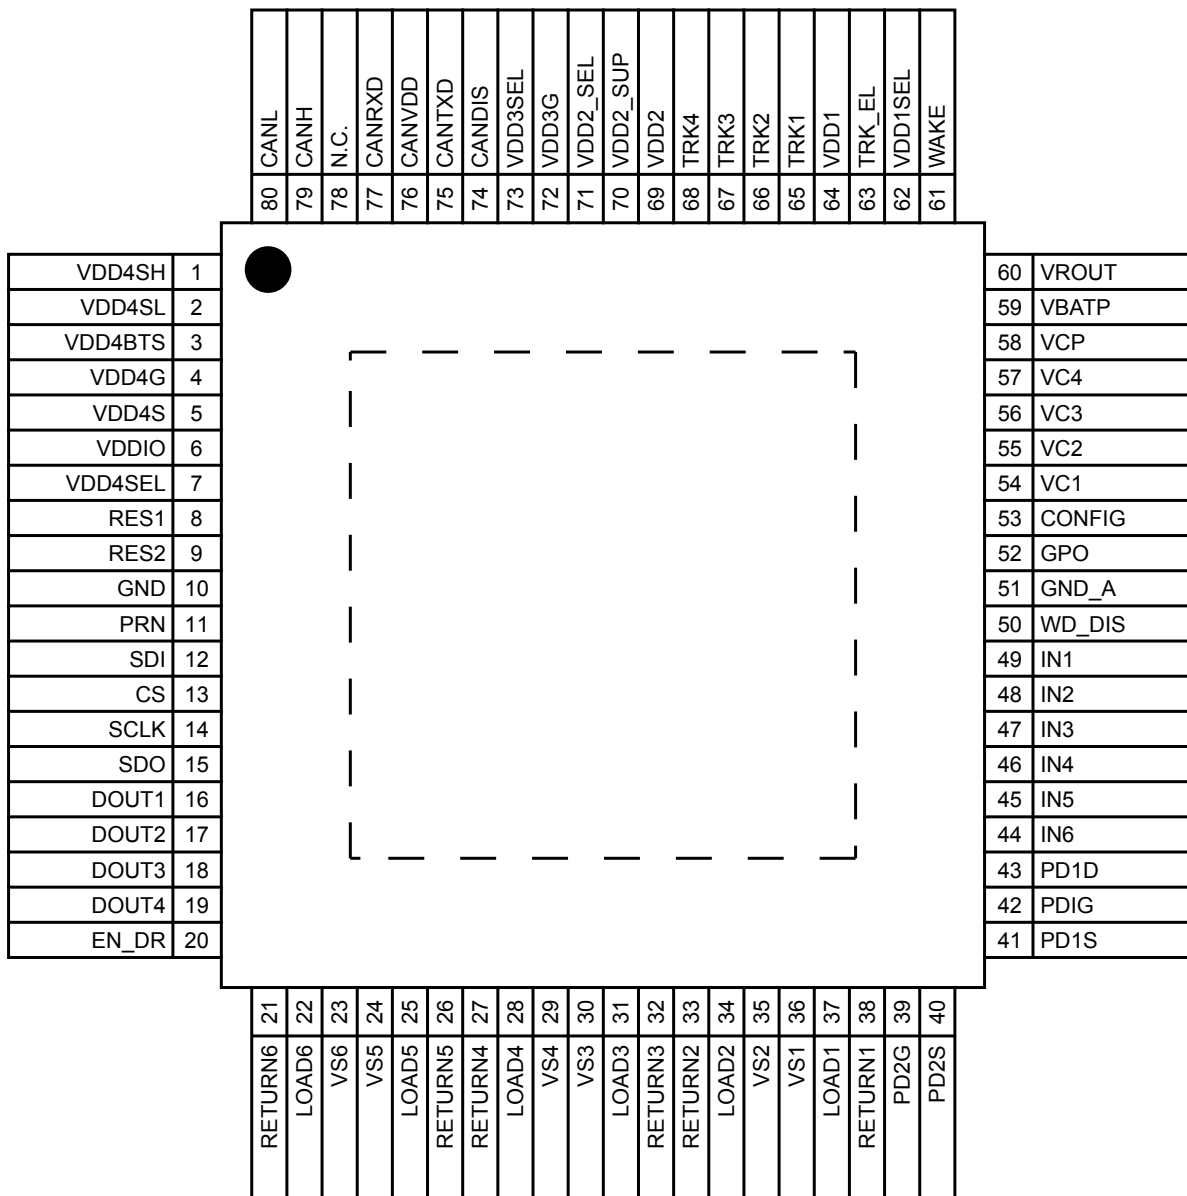 CANL
CANH
N.C.
CANRXD
CANVDD
CANTXD
CANDIS
VDD3SEL
VDD3G
VDD2_SEL
VDD2_SUP
VDD2
TRK4
TRK3
TRK2
TRK1
VDD1
TRK_EL
VDD1SEL
WAKE
80 79 78 77 76 75 74 73 72 71 70 69 68 67 66 65 64 63 62 61
VDD4SH 1
VDD4SL 2
VDD4BTS 3
VDD4G 4
VDD4S 5
VDDIO 6
VDD4SEL 7
RES1 8
RES2 9
GND 10
PRN 11
SDI 12
CS 13
SCLK 14
SDO 15
DOUT1 16
DOUT2 17
DOUT3 18
DOUT4 19
EN_DR 20
60 VROUT
59 VBATP
58 VCP
57 VC4
56 VC3
55 VC2
54 VC1
53 CONFIG
52 GPO
51 GND_A
50 WD_DIS
49 IN1
48 IN2
47 IN3
46 IN4
45 IN5
44 IN6
43 PD1D
42 PDIG
41 PD1S
21 22 23 24 25 26 27 28 29 30 31 32 33 34 35 36 37 38 39 40
RETURN6
LOAD6
VS6
VS5
LOAD5
RETURN5
RETURN4
LOAD4
VS4
VS3
LOAD3
RETURN3
RETURN2
LOAD2
VS2
VS1
LOAD1
RETURN1
PD2G
PD2S